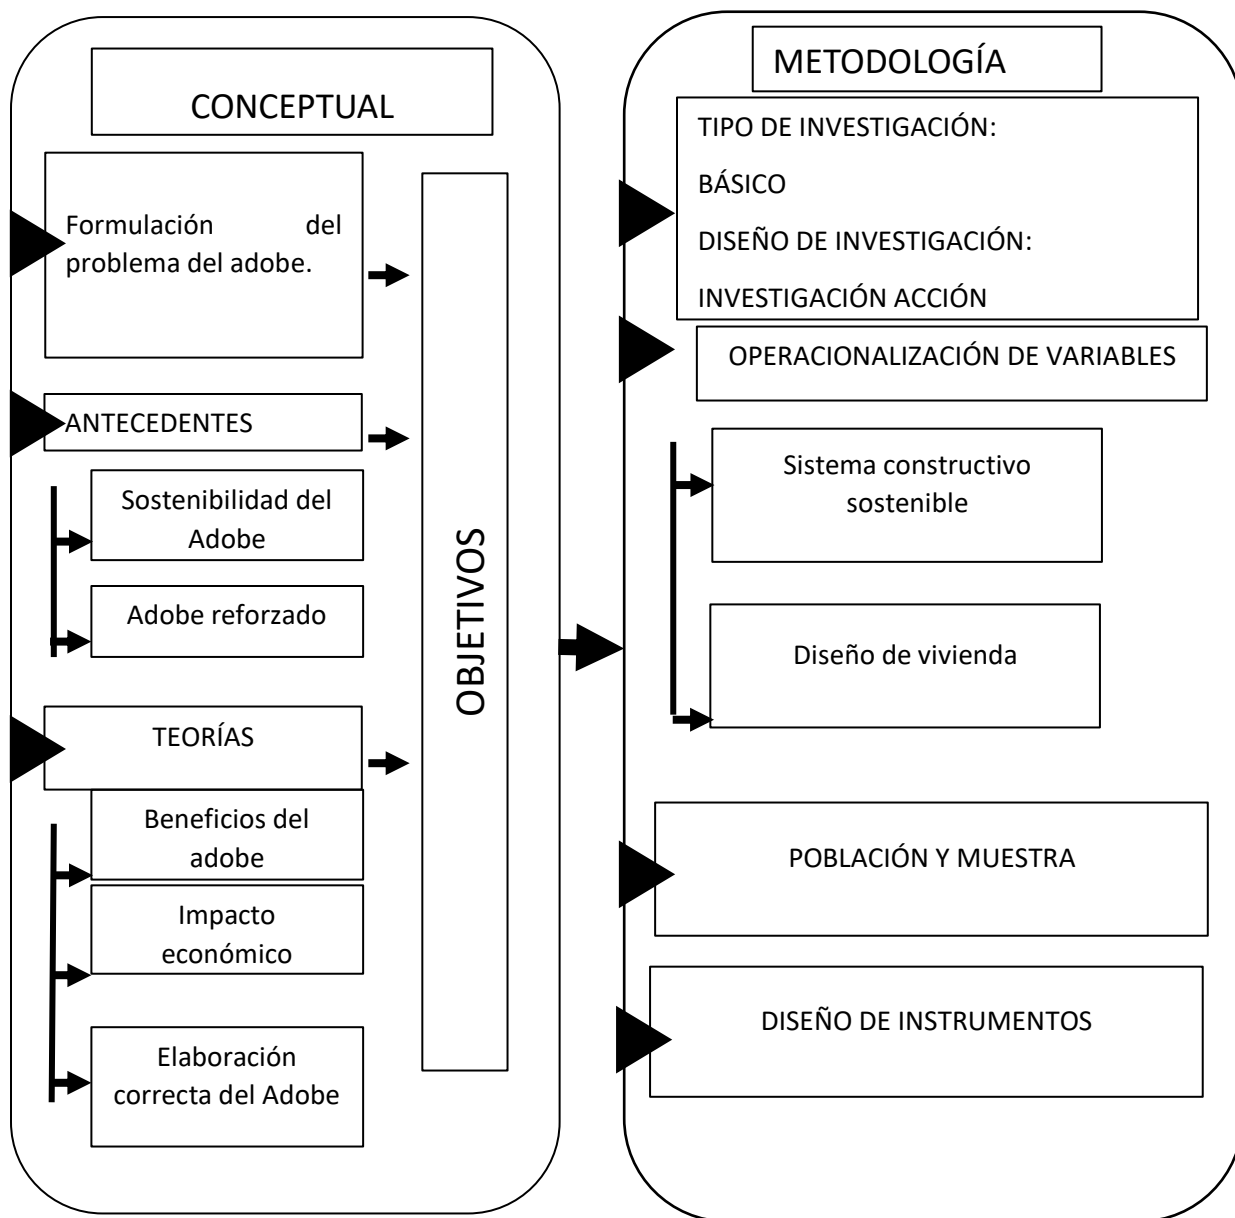 CONCEPTUAL
Formulación del
problema del adobe.
ANTECEDENTES
Sostenibilidad del
Adobe
Adobe reforzado
TEORÍAS
Beneficios del
adobe
Impacto
económico
Elaboración
correcta del Adobe
OBJETIVOS
METODOLOGÍA
TIPO DE INVESTIGACIÓN:
BÁSICO
DISEÑO DE INVESTIGACIÓN:
INVESTIGACIÓN ACCIÓN
OPERACIONALIZACIÓN DE VARIABLES
Sistema constructivo
sostenible
Diseño de vivienda
POBLACIÓN Y MUESTRA
DISEÑO DE INSTRUMENTOS